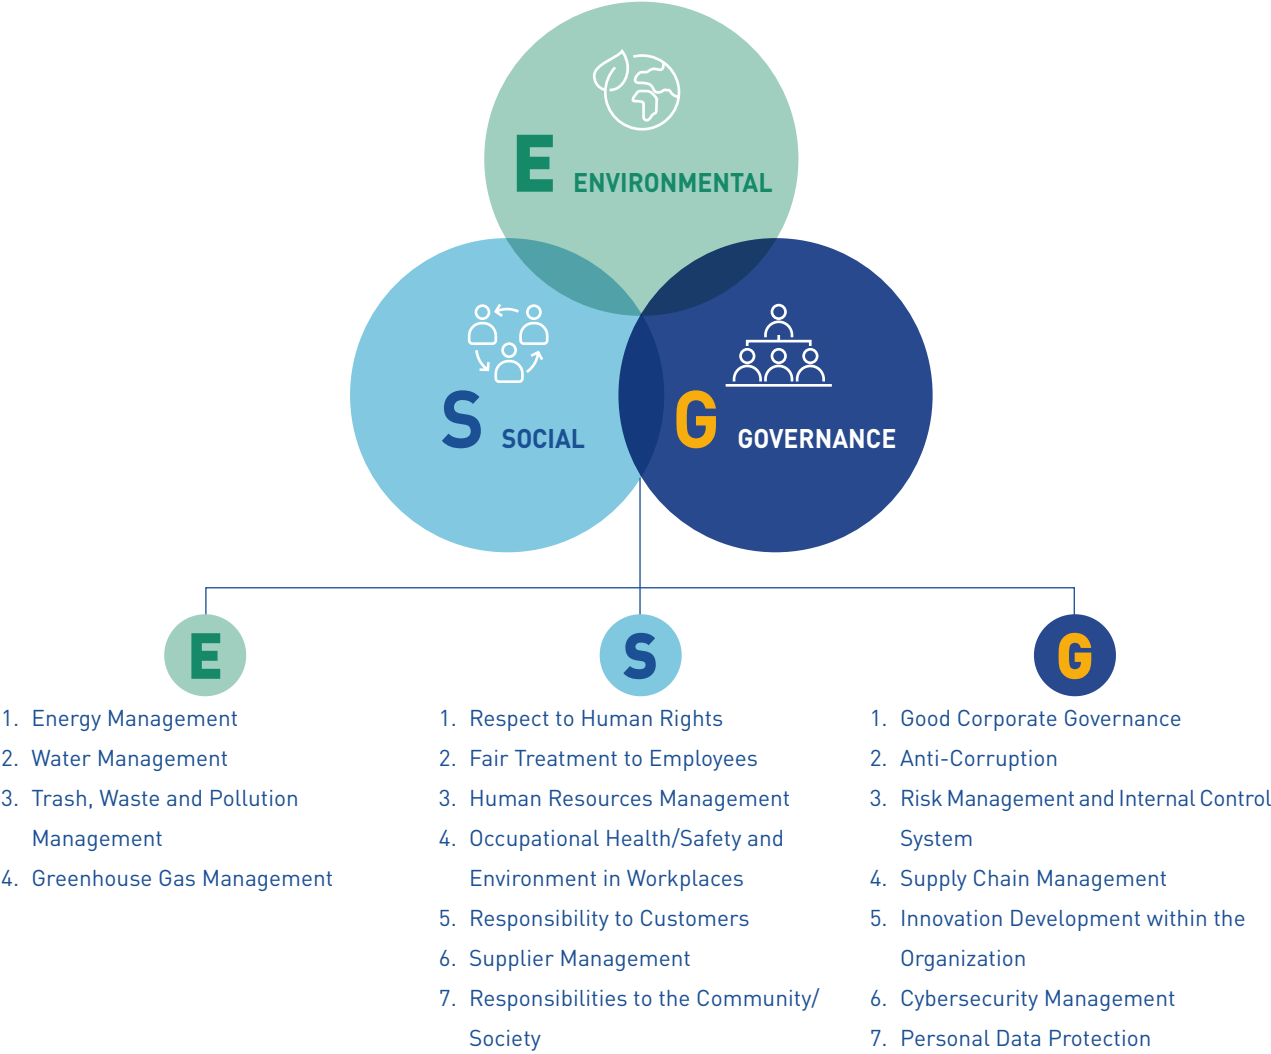 E ENVIRONMENTAL
S SOCIAL
G GOVERNANCE
E
1. Energy Management
2. Water Management
3. Trash, Waste and Pollution
Management
4. Greenhouse Gas Management
S
1. Respect to Human Rights
2. Fair Treatment to Employees
3. Human Resources Management
4. Occupational Health/Safety and
Environment in Workplaces
5. Responsibility to Customers
6. Supplier Management
7. Responsibilities to the Community/
Society
G
1. Good Corporate Governance
2. Anti-Corruption
3. Risk Management and Internal Control
System
4. Supply Chain Management
5. Innovation Development within the
Organization
6. Cybersecurity Management
7. Personal Data Protection